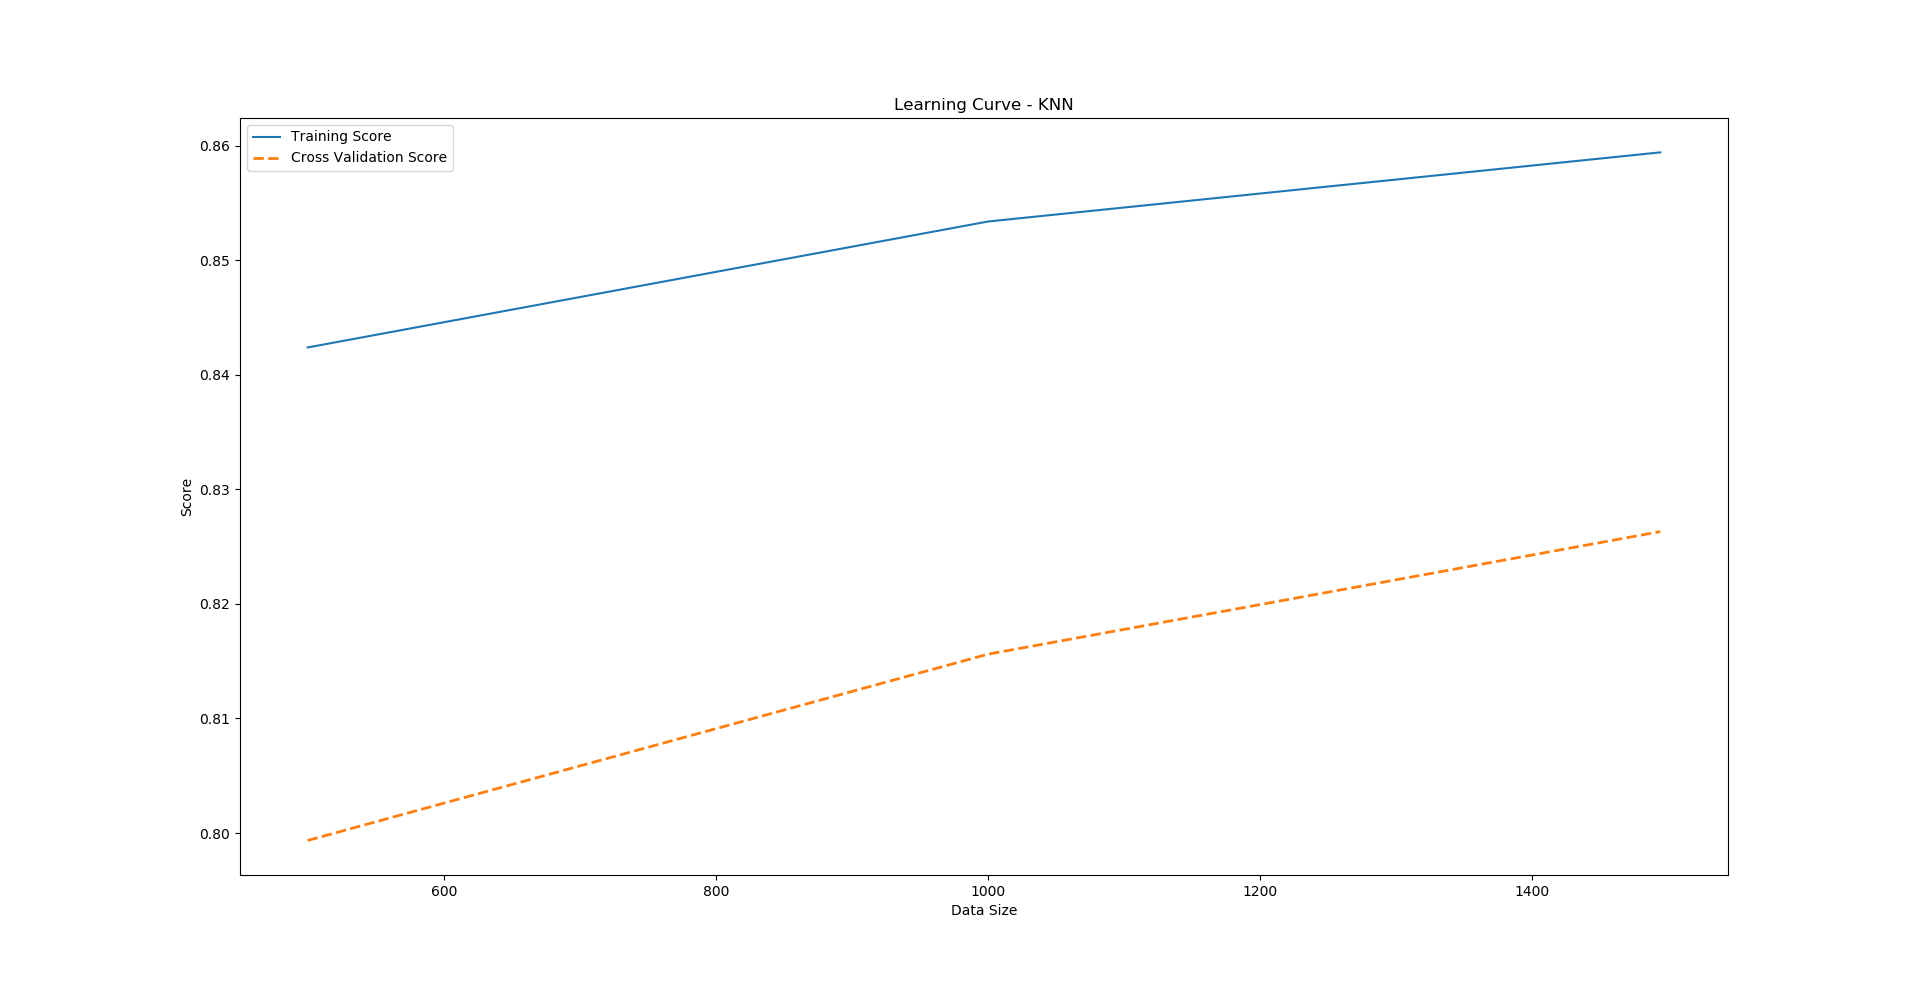 Learning Curve - KNN
Training Score
Cross Validation Score
0.86
0.85
0.84
0.83
0.82
0.81
0.80
Score
600 800 1000 1200 1400
Data Size